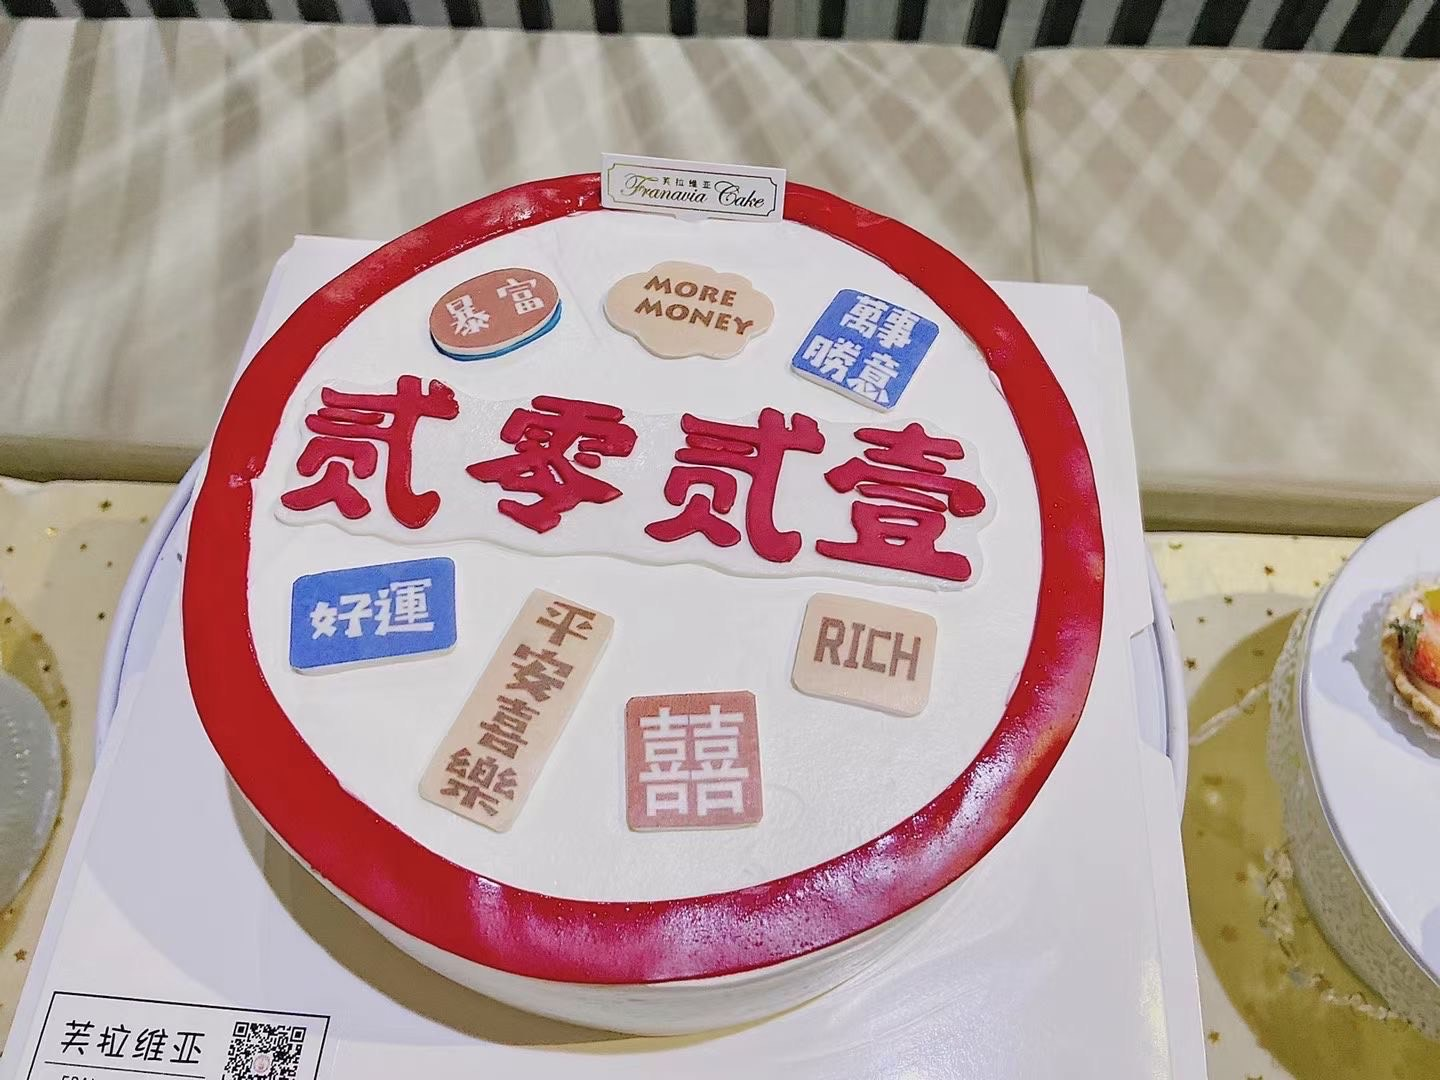 芙拉维亚
Franavia Cake
暴富
MORE
MONEY
萬事
勝意
贰零贰壹
好運
平安喜樂
RICH
囍
芙拉维亚